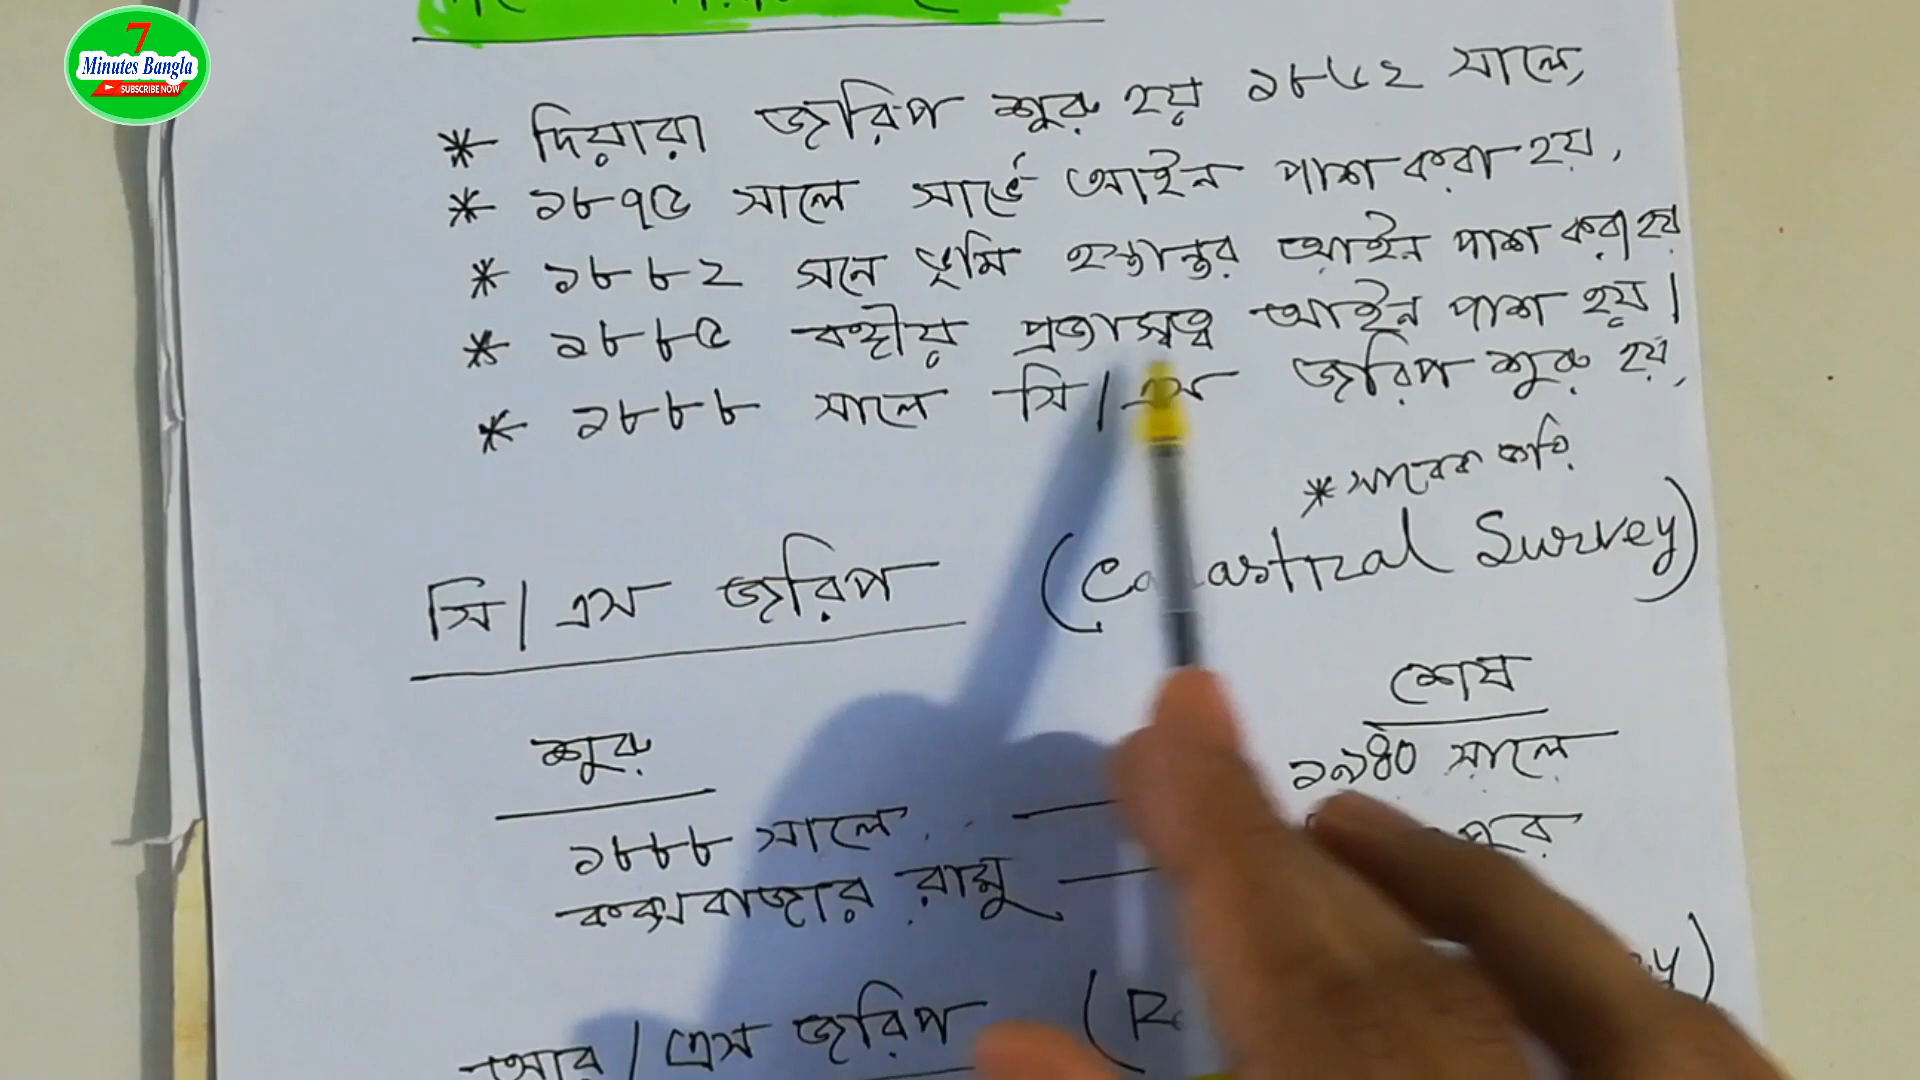 7
Minutes Bangla
SUBSCRIBE NOW
* দিয়ারা জরিপ শুরু হয় ১৮৬২ সালে,
* ১৮৭৫ সালে সার্ভে আইন পাশ করা হয়,
* ১৮৮২ সনে ভূমি হস্তান্তর আইন পাশ করা হয়
* ১৮৮৫ বঙ্গীয় প্রজাস্বত্ব আইন পাশ হয়।
* ১৮৮৮ সালে সি/এস জরিপ শুরু হয়,
* সাবেক
সি/এস জরিপ (Cadastral Survey)
শুরু শেষ
১৮৮৮ সালে — ১৯৪০ সালে
কক্সবাজার রামু —
আর/এস জরিপ (R